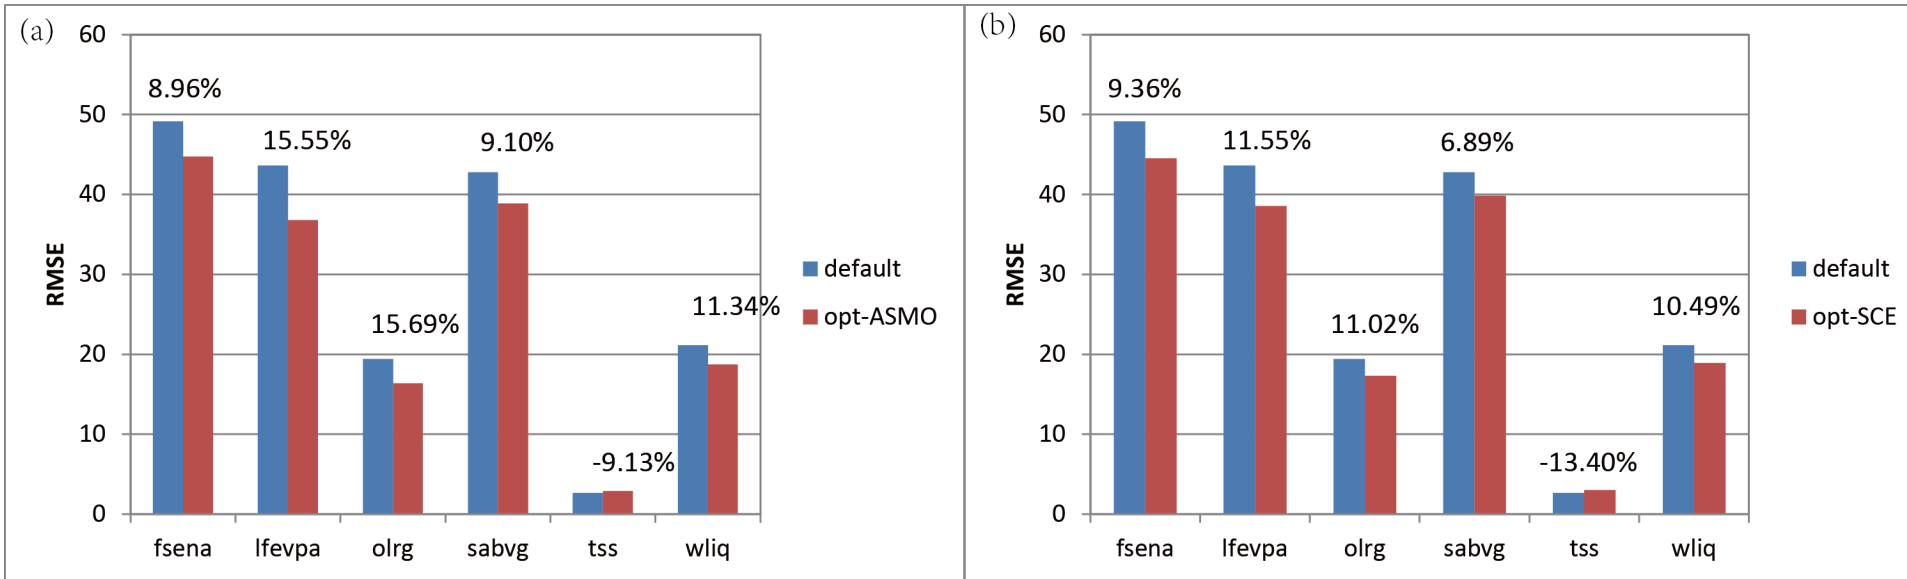 (a)
60
50
40
30
20
10
0
RMSE
8.96%
15.55%
15.69%
9.10%
-9.13%
11.34%
fsena
lfevpa
olrg
sabvg
tss
wliq
default
opt-ASMO
(b)
60
50
40
30
20
10
0
RMSE
9.36%
11.55%
11.02%
6.89%
-13.40%
10.49%
fsena
lfevpa
olrg
sabvg
tss
wliq
default
opt-SCE